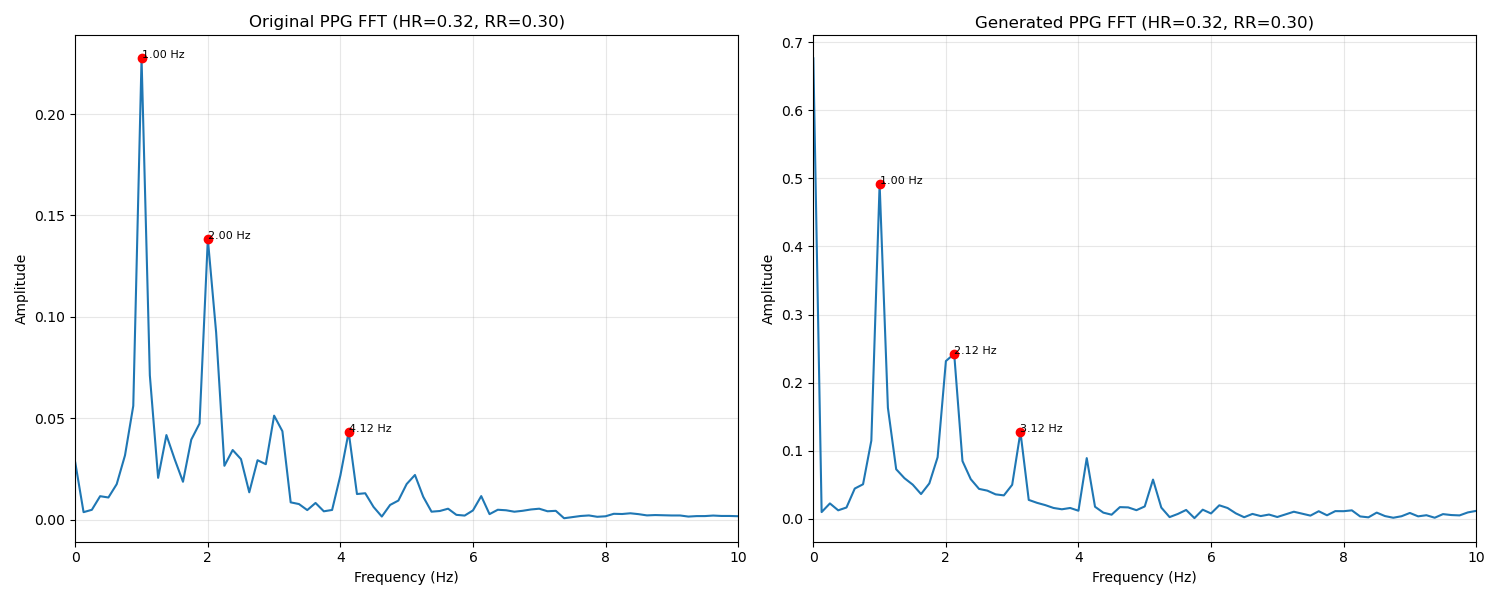 Original PPG FFT (HR=0.32, RR=0.30)
1.00 Hz
2.00 Hz
4.12 Hz
0.20
0.15
0.10
0.05
0.00
Amplitude
0 2 4 6 8 10
Frequency (Hz)
Generated PPG FFT (HR=0.32, RR=0.30)
1.00 Hz
2.12 Hz
3.12 Hz
0.7
0.6
0.5
0.4
0.3
0.2
0.1
0.0
Amplitude
0 2 4 6 8 10
Frequency (Hz)